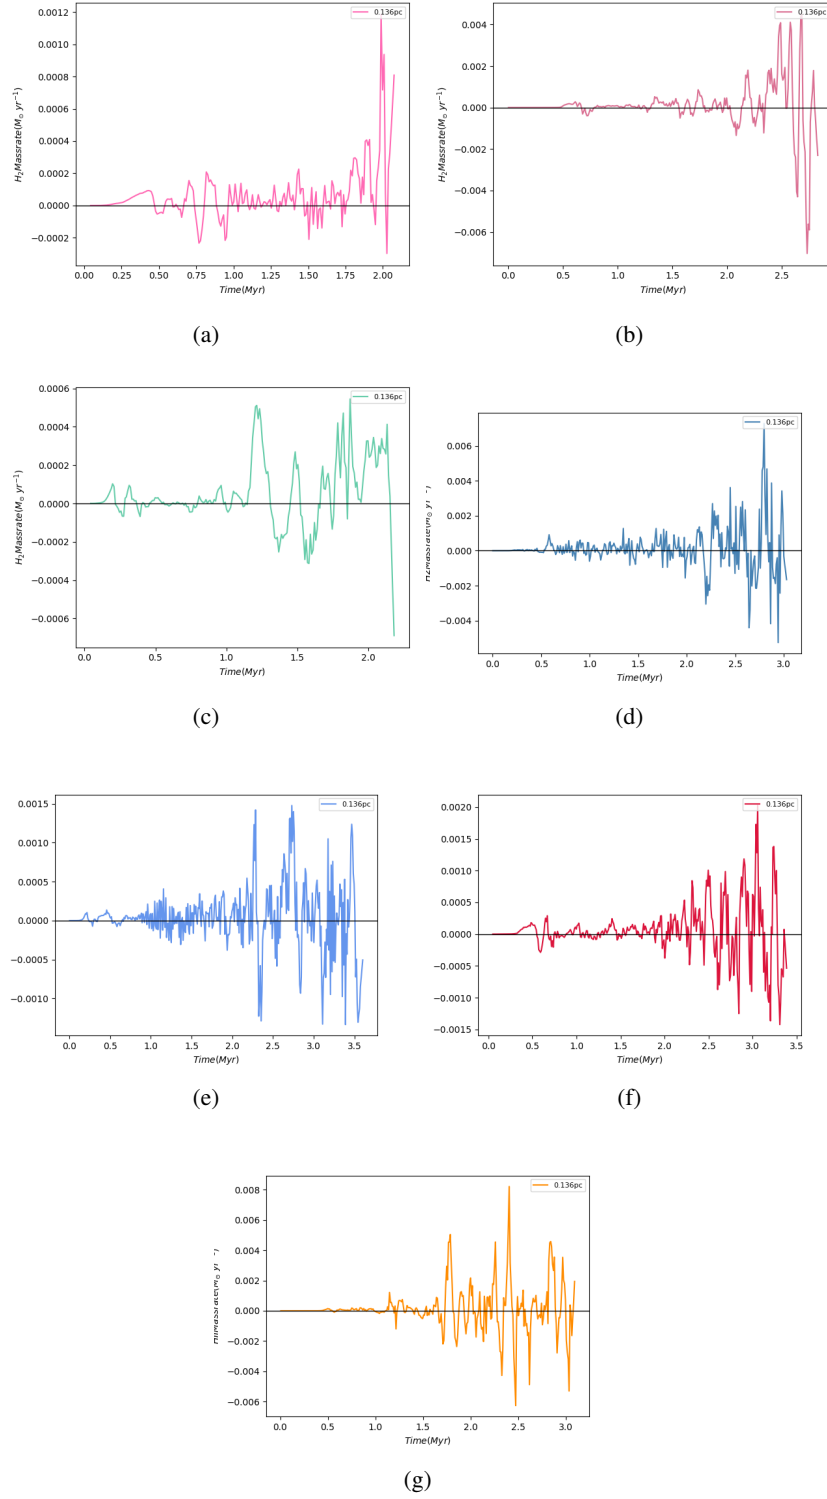 0.0012
0.136pc
0.0010
0.0008
0.0006
0.0004
0.0002
0.0000
−0.0002
H₂Massrate(M⊙ yr⁻¹)
0.00 0.25 0.50 0.75 1.00 1.25 1.50 1.75 2.00
Time(Myr)
(a)
0.136pc
0.004
0.002
0.000
−0.002
−0.004
−0.006
H₂Massrate(M⊙ yr⁻¹)
0.0 0.5 1.0 1.5 2.0 2.5
Time(Myr)
(b)
0.0006
0.136pc
0.0004
0.0002
0.0000
−0.0002
−0.0004
−0.0006
H₂Massrate(M⊙ yr⁻¹)
0.0 0.5 1.0 1.5 2.0
Time(Myr)
(c)
0.136pc
0.006
0.004
0.002
0.000
−0.002
−0.004
0.0 0.5 1.0 1.5 2.0 2.5 3.0
Time(Myr)
(d)
0.0015
0.136pc
0.0010
0.0005
0.0000
−0.0005
−0.0010
0.0 0.5 1.0 1.5 2.0 2.5 3.0 3.5
Time(Myr)
(e)
0.0020
0.136pc
0.0015
0.0010
0.0005
0.0000
−0.0005
−0.0010
−0.0015
0.0 0.5 1.0 1.5 2.0 2.5 3.0 3.5
Time(Myr)
(f)
0.136pc
0.008
0.006
0.004
0.002
0.000
−0.002
−0.004
−0.006
0.0 0.5 1.0 1.5 2.0 2.5 3.0
Time(Myr)
(g)